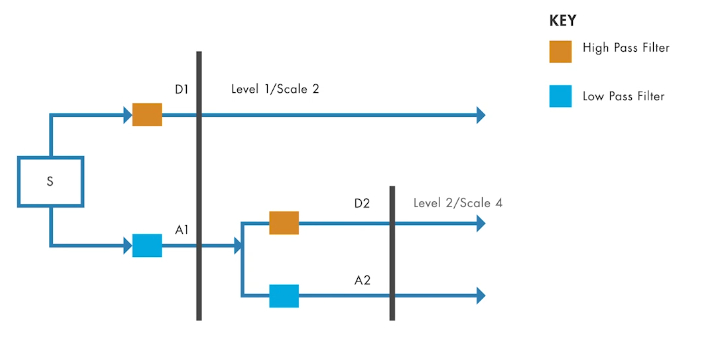 KEY
High Pass Filter
Low Pass Filter
D1
Level 1/Scale 2
S
A1
D2
Level 2/Scale 4
A2